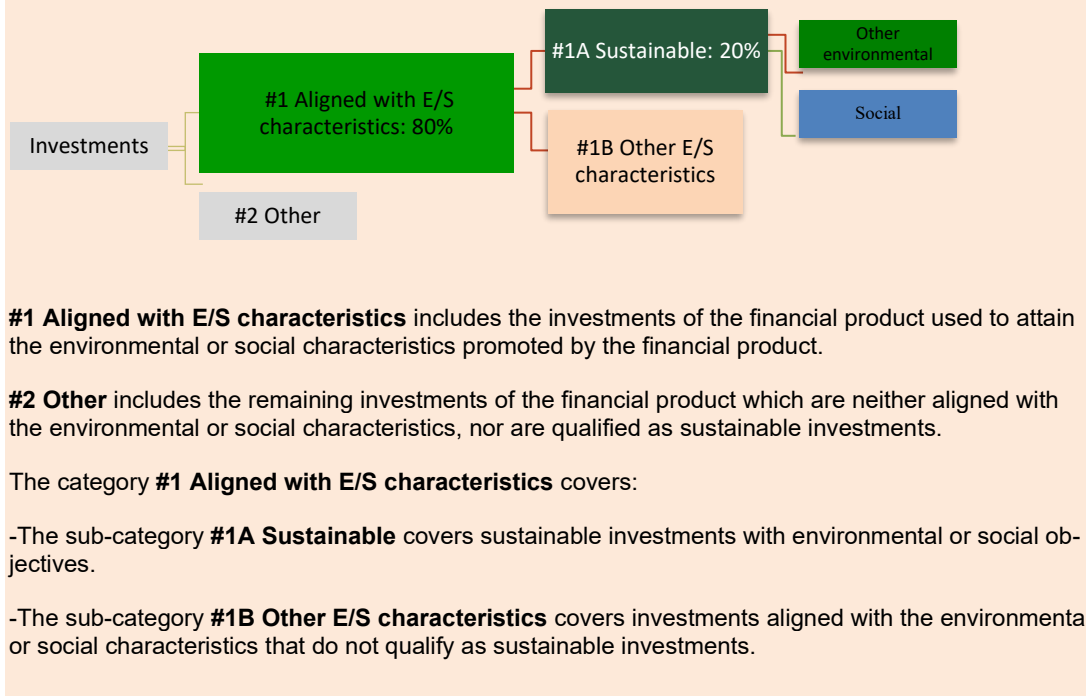 Other
environmental
#1A Sustainable: 20%
#1 Aligned with E/S
characteristics: 80%
Social
Investments
#1B Other E/S
characteristics
#2 Other
#1 Aligned with E/S characteristics includes the investments of the financial product used to attain
the environmental or social characteristics promoted by the financial product.
#2 Other includes the remaining investments of the financial product which are neither aligned with
the environmental or social characteristics, nor are qualified as sustainable investments.
The category #1 Aligned with E/S characteristics covers:
-The sub-category #1A Sustainable covers sustainable investments with environmental or social ob-
jectives.
-The sub-category #1B Other E/S characteristics covers investments aligned with the environmenta
or social characteristics that do not qualify as sustainable investments.